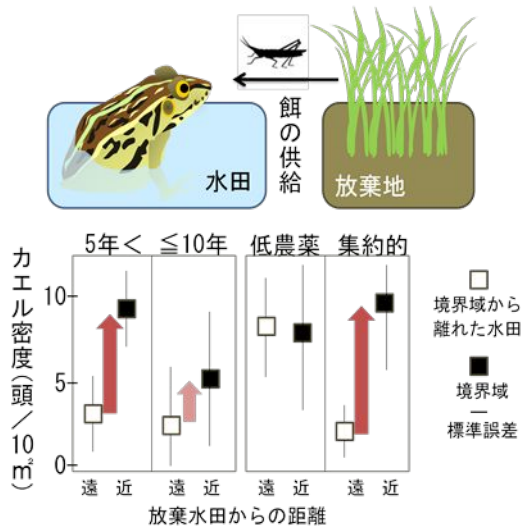 餌の供給
水田
放棄地
5年<
≦10年
低農薬
集約的
カエル密度(頭/10㎡)
10
5
0
遠
近
遠
近
遠
近
遠
近
放棄水田からの距離
境界域から
離れた水田
境界域
標準誤差